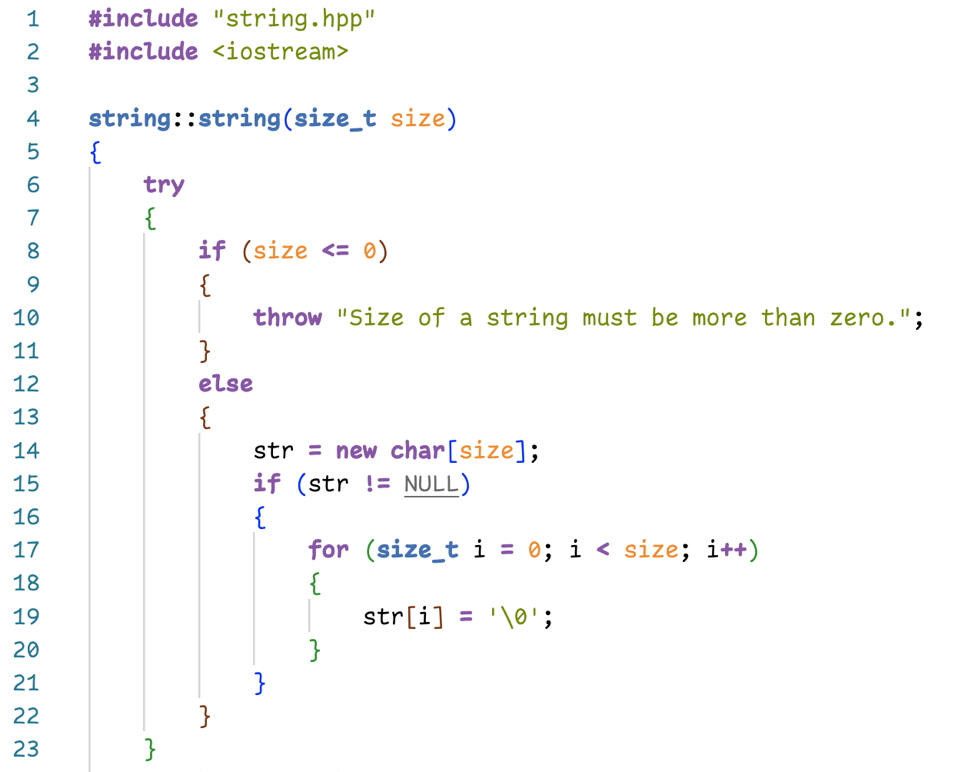 1 #include "string.hpp"
2 #include <iostream>
3
4 string::string(size_t size)
5 {
6     try
7     {
8         if (size <= 0)
9         {
10             throw "Size of a string must be more than zero.";
11         }
12         else
13         {
14             str = new char[size];
15             if (str != NULL)
16             {
17                 for (size_t i = 0; i < size; i++)
18                 {
19                     str[i] = '\0';
20                 }
21             }
22         }
23     }